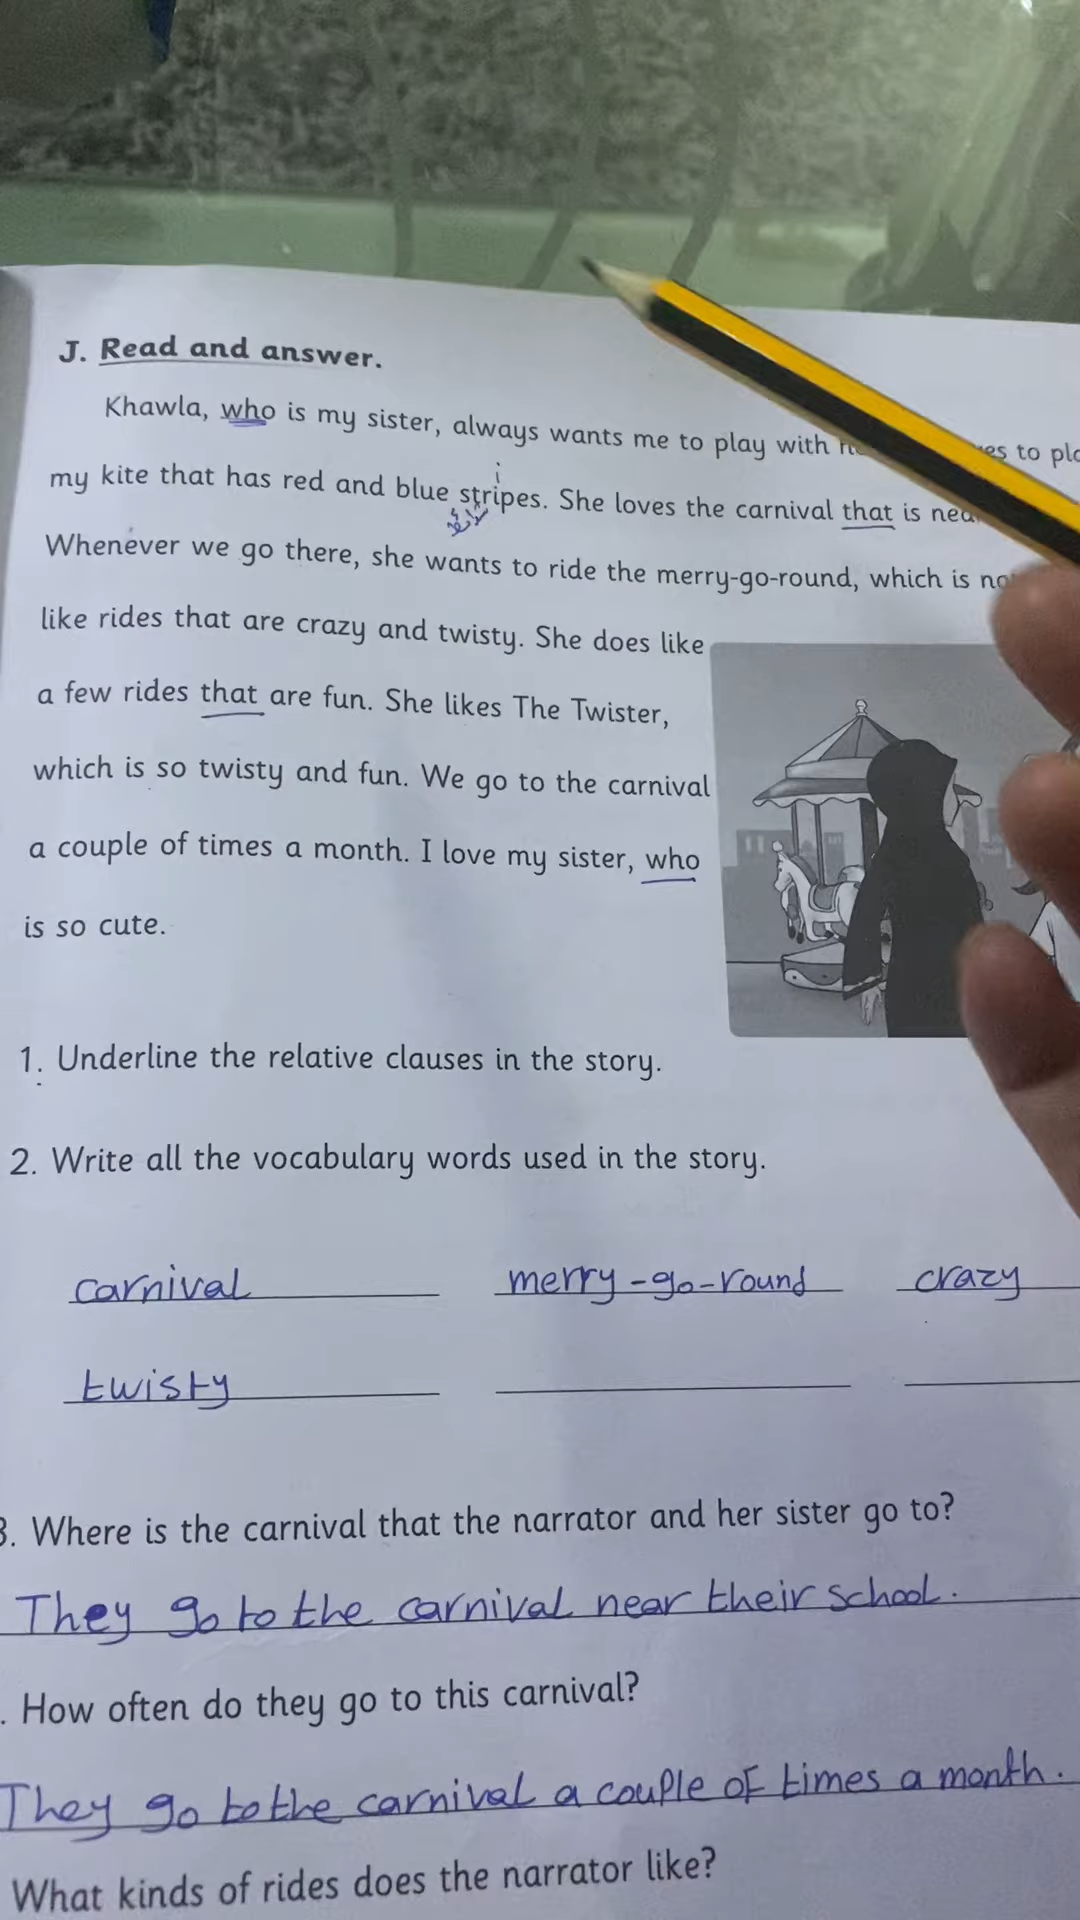 J. Read and answer.
Khawla, who is my sister, always wants me to play with to
i
my kite that has red and blue stripes. She loves the carnival that is
Whenever we go there, she wants to ride the merry-go-round, which is
like rides that are crazy and twisty. She does like
a few rides that are fun. She likes The Twister,
which is so twisty and fun. We go to the carnival
a couple of times a month. I love my sister, who
is so cute.
1. Underline the relative clauses in the story.
2. Write all the vocabulary words used in the story.
carnival merry-go-round crazy
twisty
3. Where is the carnival that the narrator and her sister go to?
They go to the carnival near their school.
. How often do they go to this carnival?
They go to the carnival a couple of times a month.
What kinds of rides does the narrator like?